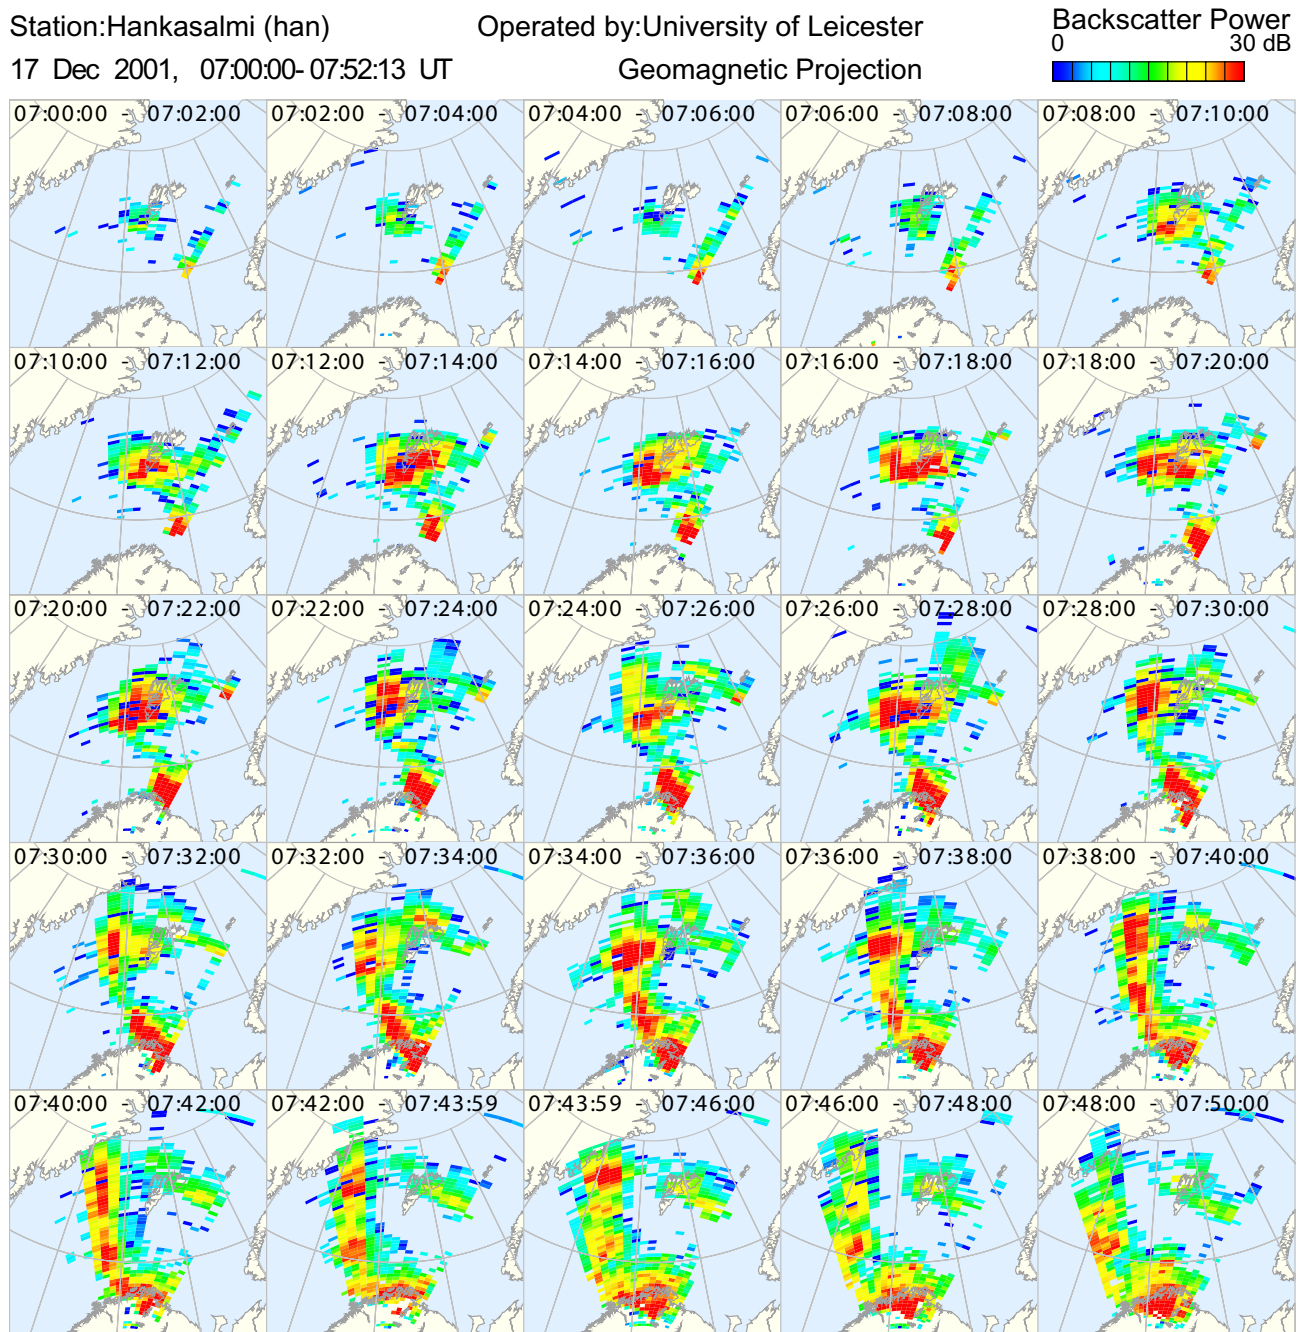 Station:Hankasalmi (han) Operated by:University of Leicester Backscatter Power
0 30 dB
17 Dec 2001, 07:00:00-07:52:13 UT Geomagnetic Projection
07:00:00 - 07:02:00 07:02:00 - 07:04:00 07:04:00 - 07:06:00 07:06:00 - 07:08:00 07:08:00 - 07:10:00
07:10:00 - 07:12:00 07:12:00 - 07:14:00 07:14:00 - 07:16:00 07:16:00 - 07:18:00 07:18:00 - 07:20:00
07:20:00 - 07:22:00 07:22:00 - 07:24:00 07:24:00 - 07:26:00 07:26:00 - 07:28:00 07:28:00 - 07:30:00
07:30:00 - 07:32:00 07:32:00 - 07:34:00 07:34:00 - 07:36:00 07:36:00 - 07:38:00 07:38:00 - 07:40:00
07:40:00 - 07:42:00 07:42:00 - 07:43:59 07:43:59 - 07:46:00 07:46:00 - 07:48:00 07:48:00 - 07:50:00